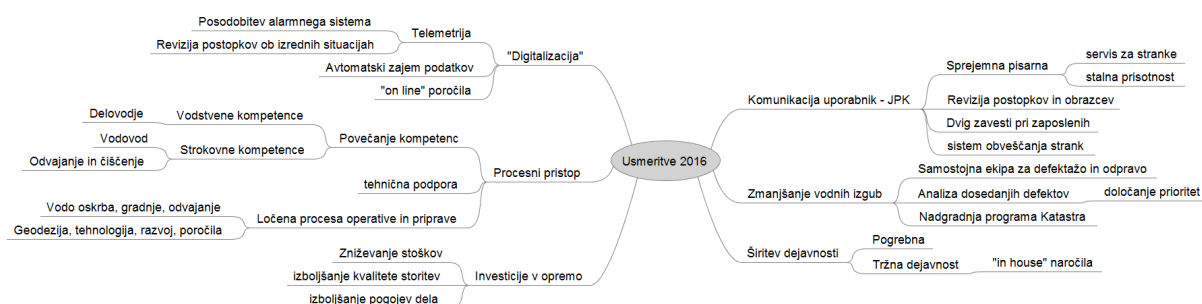 Posodobitev alarmnega sistema
Revizija postopkov ob izrednih situacijah
Telemetrija
Avtomatski zajem podatkov
"on line" poročila
"Digitalizacija"
Delovodje
Vodstvene kompetence
Vodovod
Odvajanje in čiščenje
Strokovne kompetence
Povečanje kompetenc
tehnična podpora
Vodo oskrba, gradnje, odvajanje
Geodezija, tehnologija, razvoj, poročila
Ločena procesa operative in priprave
Procesni pristop
Zniževanje stoškov
izboljšanje kvalitete storitev
izboljšanje pogojev dela
Investicije v opremo
Usmeritve 2016
Komunikacija uporabnik - JPK
Sprejemna pisarna
servis za stranke
stalna prisotnost
Revizija postopkov in obrazcev
Dvig zavesti pri zaposlenih
sistem obveščanja strank
Zmanjšanje vodnih izgub
Samostojna ekipa za defektažo in odpravo
Analiza dosedanjih defektov
določanje prioritet
Nadgradnja programa Katastra
Širitev dejavnosti
Pogrebna
Tržna dejavnost
"in house" naročila